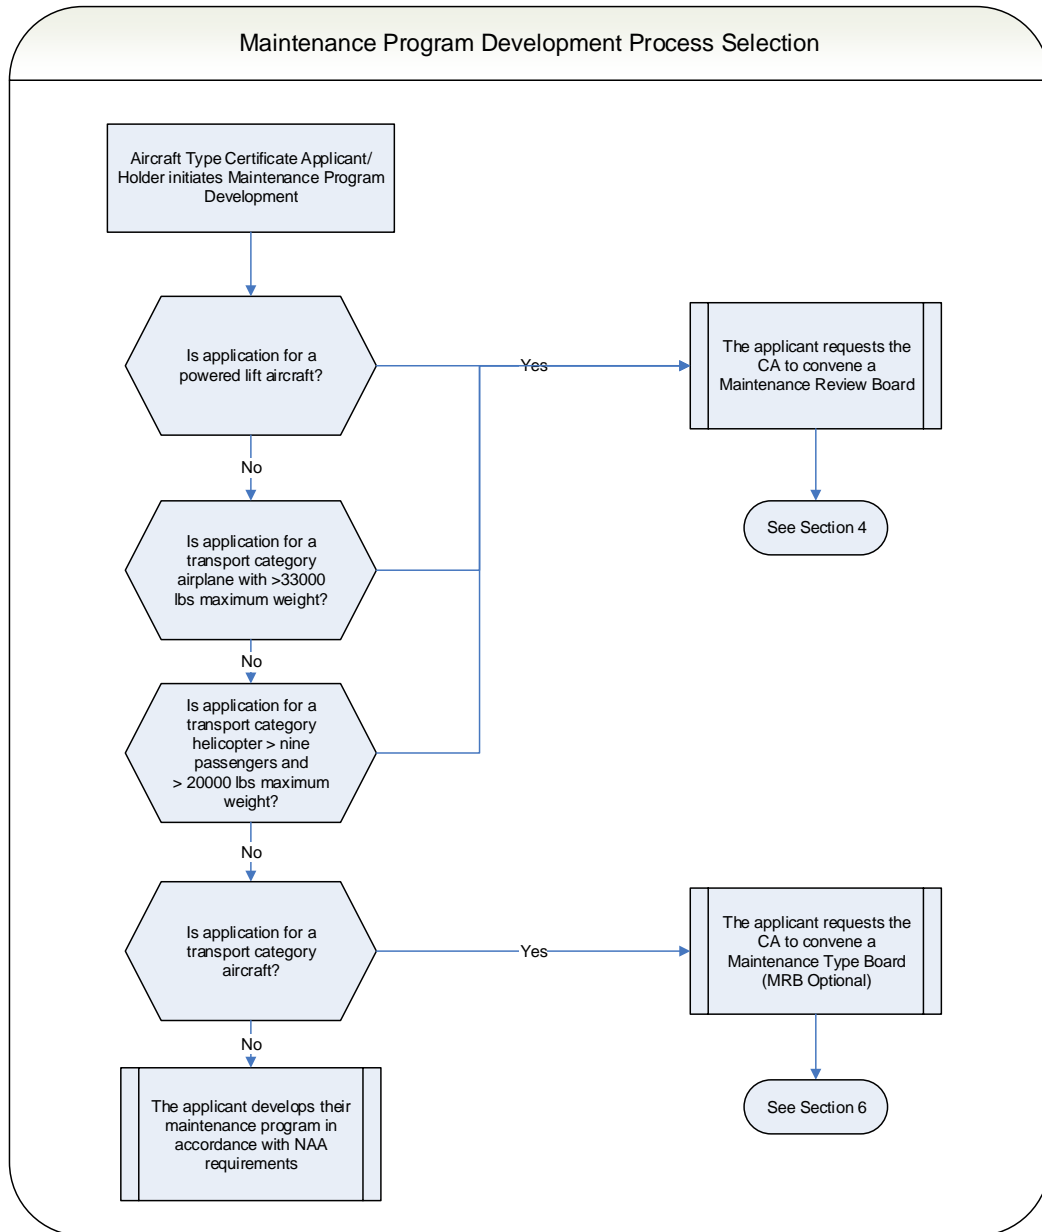 Maintenance Program Development Process Selection
Aircraft Type Certificate Applicant/
Holder initiates Maintenance Program
Development
Is application for a
powered lift aircraft?
Yes
The applicant requests the
CA to convene a
Maintenance Review Board
No
See Section 4
Is application for a
transport category
airplane with >33000
lbs maximum weight?
No
Is application for a
transport category
helicopter > nine
passengers and
> 20000 lbs maximum
weight?
No
Is application for a
transport category
aircraft?
Yes
The applicant requests the
CA to convene a
Maintenance Type Board
(MRB Optional)
No
See Section 6
The applicant develops their
maintenance program in
accordance with NAA
requirements